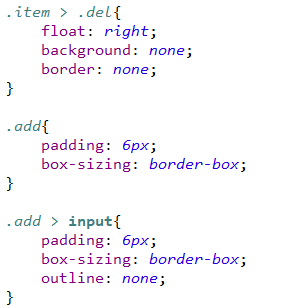 .item > .del{
    float: right;
    background: none;
    border: none;
}

.add{
    padding: 6px;
    box-sizing: border-box;
}

.add > input{
    padding: 6px;
    box-sizing: border-box;
    outline: none;
}